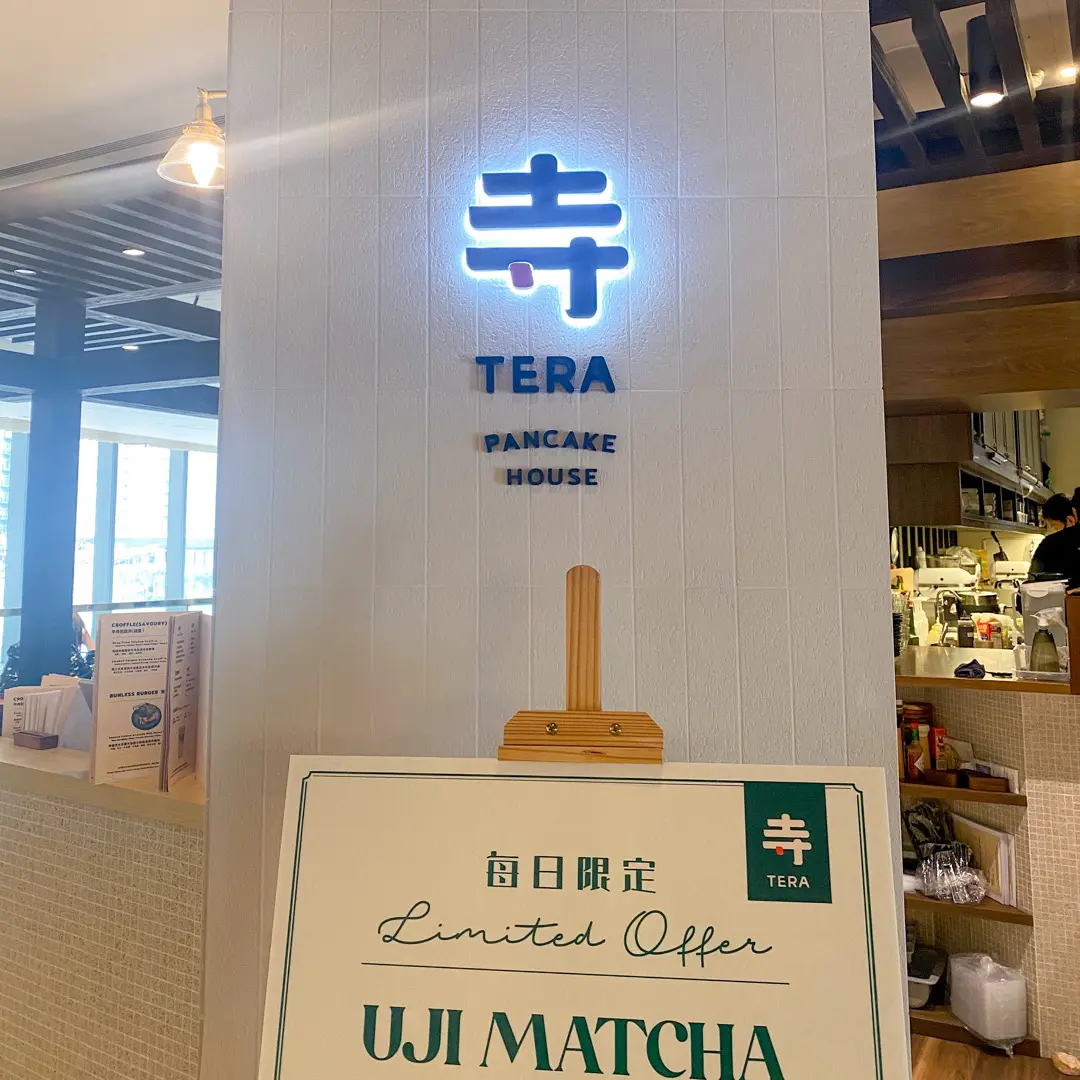 寺
TERA
PANCAKE
HOUSE
CROFFLE(SAVOURY)
BUNLESS BURGER
寺
TERA
每日限定
Limited Offer
UJI MATCHA